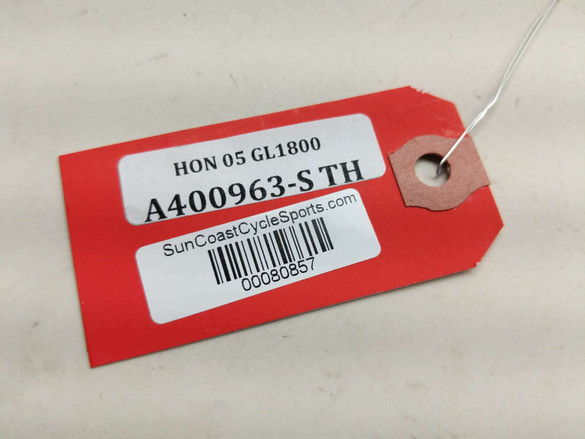 HON 05 GL1800
A400963-S TH
SunCoastCycleSports.com
00080857